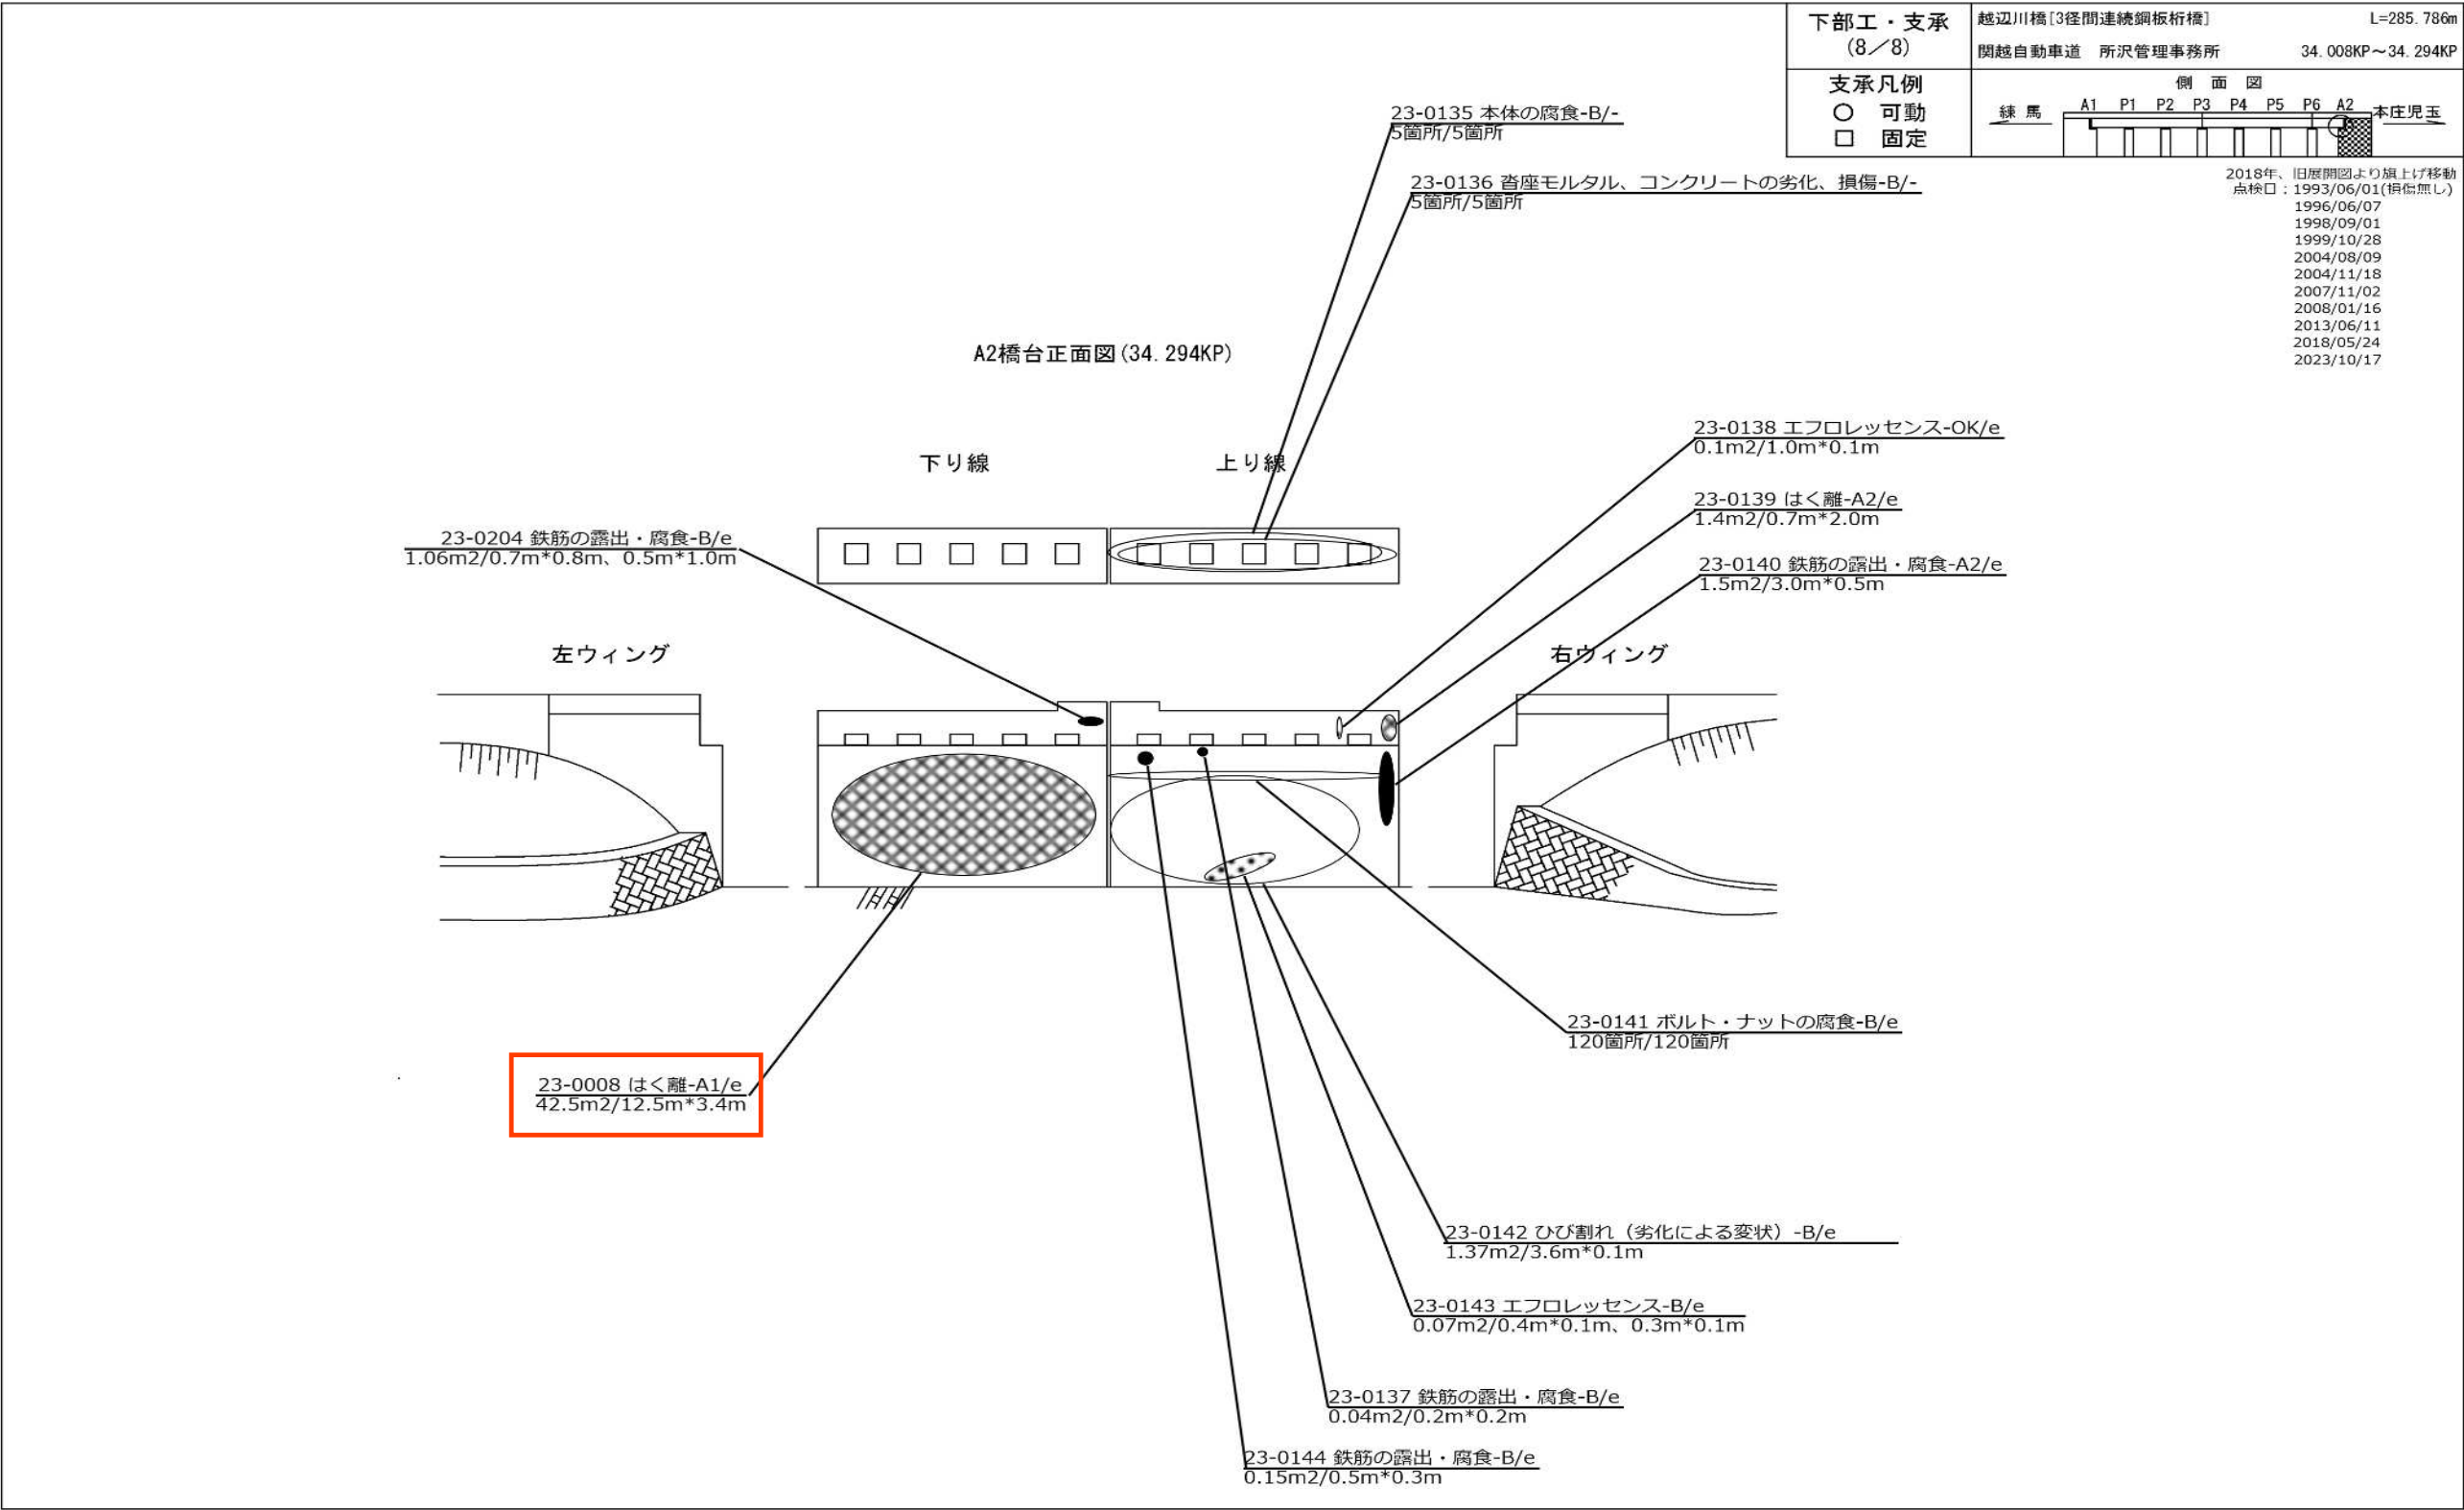 下部工・支承
(8／8)
越辺川橋[3径間連続鋼板桁橋] L=285.786m
関越自動車道 所沢管理事務所 34.008KP～34.294KP
支承凡例
○ 可動
□ 固定
側面図
練馬 A1 P1 P2 P3 P4 P5 P6 A2 本庄児玉
2018年、旧展開図より旗上げ移動
点検日：1993/06/01(損傷無し)
1996/06/07
1998/09/01
1999/10/28
2004/08/09
2004/11/18
2007/11/02
2008/01/16
2013/06/11
2018/05/24
2023/10/17
23-0135 本体の腐食-B/-
5箇所/5箇所
23-0136 沓座モルタル、コンクリートの劣化、損傷-B/-
5箇所/5箇所
A2橋台正面図(34.294KP)
下り線
上り線
23-0138 エフロレッセンス-OK/e
0.1m2/1.0m*0.1m
23-0139 はく離-A2/e
1.4m2/0.7m*2.0m
23-0204 鉄筋の露出・腐食-B/e
1.06m2/0.7m*0.8m、0.5m*1.0m
23-0140 鉄筋の露出・腐食-A2/e
1.5m2/3.0m*0.5m
左ウィング
右ウィング
23-0141 ボルト・ナットの腐食-B/e
120箇所/120箇所
23-0008 はく離-A1/e
42.5m2/12.5m*3.4m
23-0142 ひび割れ（劣化による変状）-B/e
1.37m2/3.6m*0.1m
23-0143 エフロレッセンス-B/e
0.07m2/0.4m*0.1m、0.3m*0.1m
23-0137 鉄筋の露出・腐食-B/e
0.04m2/0.2m*0.2m
23-0144 鉄筋の露出・腐食-B/e
0.15m2/0.5m*0.3m